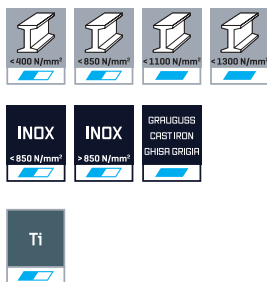 <400 N/mm² <850 N/mm² <1100 N/mm² <1300 N/mm²
INOX INOX GRAUGUSS
CAST IRON
GHISA GRIGIA
<850 N/mm² >850 N/mm²
Ti